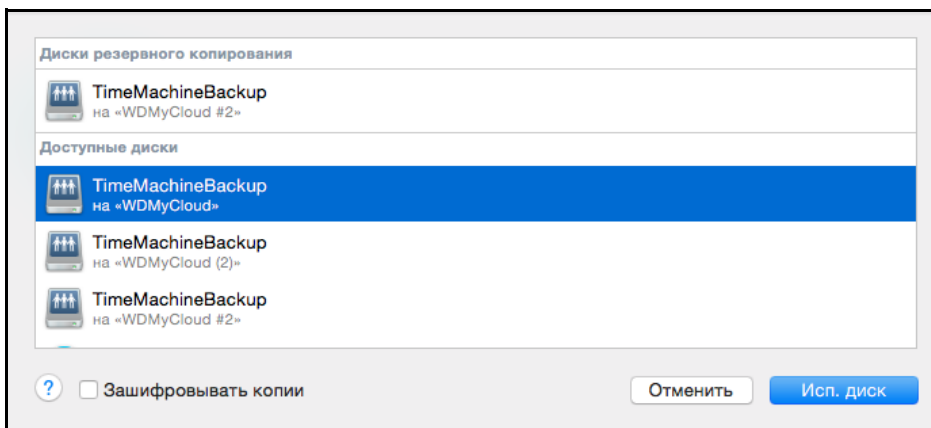 Диски резервного копирования
TimeMachineBackup
на «WDMyCloud #2»
Доступные диски
TimeMachineBackup
на «WDMyCloud»
TimeMachineBackup
на «WDMyCloud (2)»
TimeMachineBackup
на «WDMyCloud #2»
? Зашифровывать копии Отменить Исп. диск